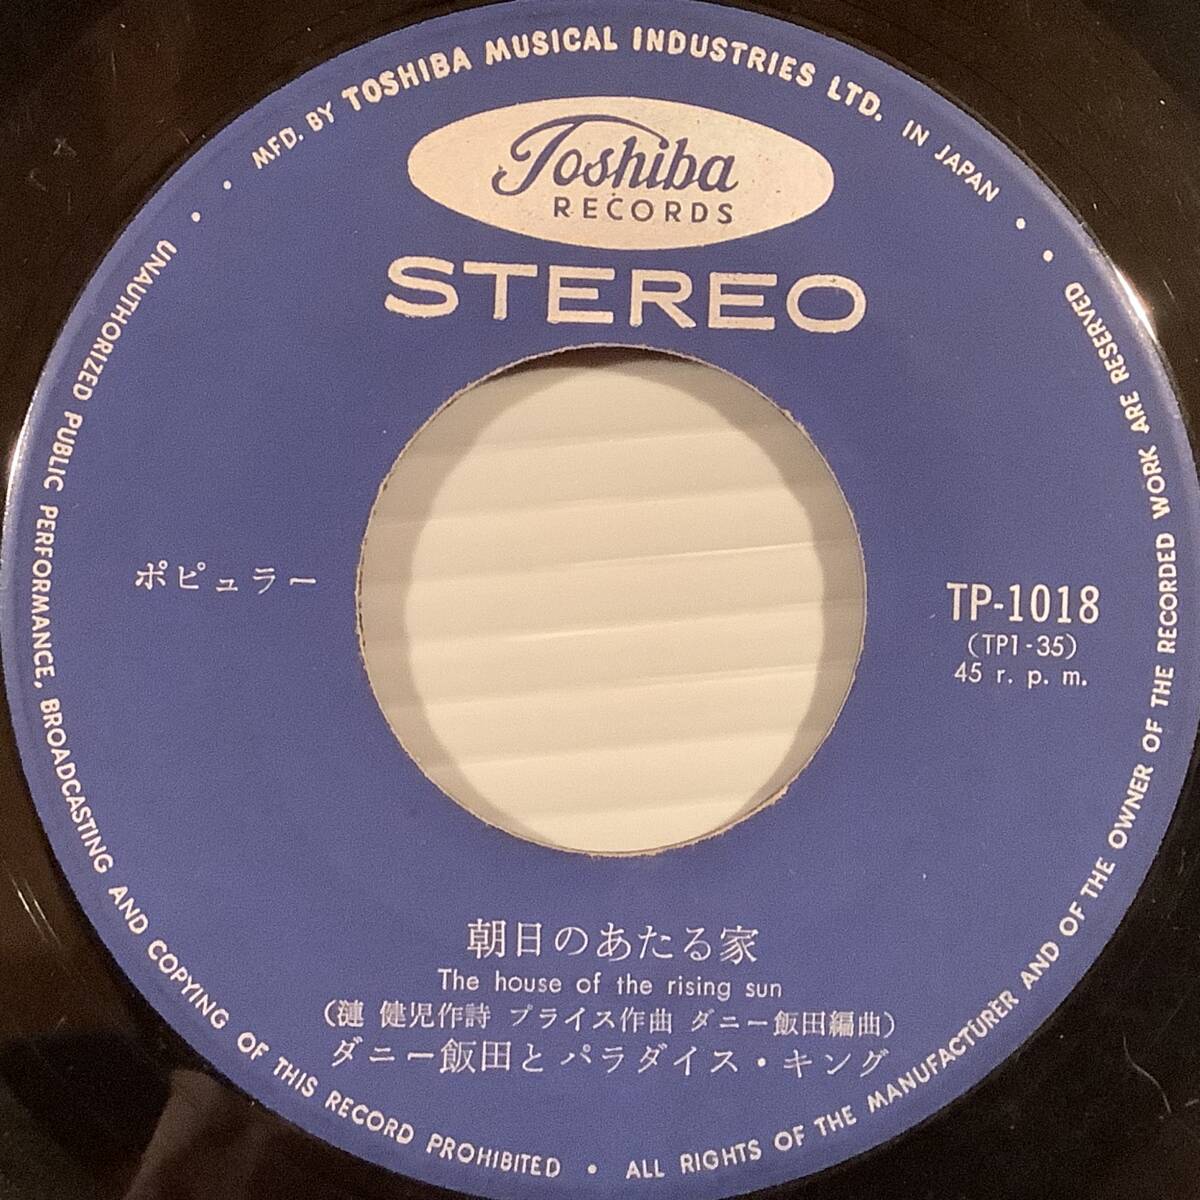 MFD. BY TOSHIBA MUSICAL INDUSTRIES LTD. IN JAPAN
Toshiba
RECORDS
STEREO
ポピュラー
TP-1018
(TP1-35)
45 r. p. m.
朝日のあたる家
The house of the rising sun
(漣 健児作詩 プライス作曲 ダニー飯田編曲)
ダニー飯田とパラダイス・キング
UNAUTHORIZED PUBLIC PERFORMANCE, BROADCASTING AND COPYING OF THIS RECORD PROHIBITED • ALL RIGHTS OF THE MANUFACTURER AND OF THE OWNER OF THE RECORDED WORK ARE RESERVED